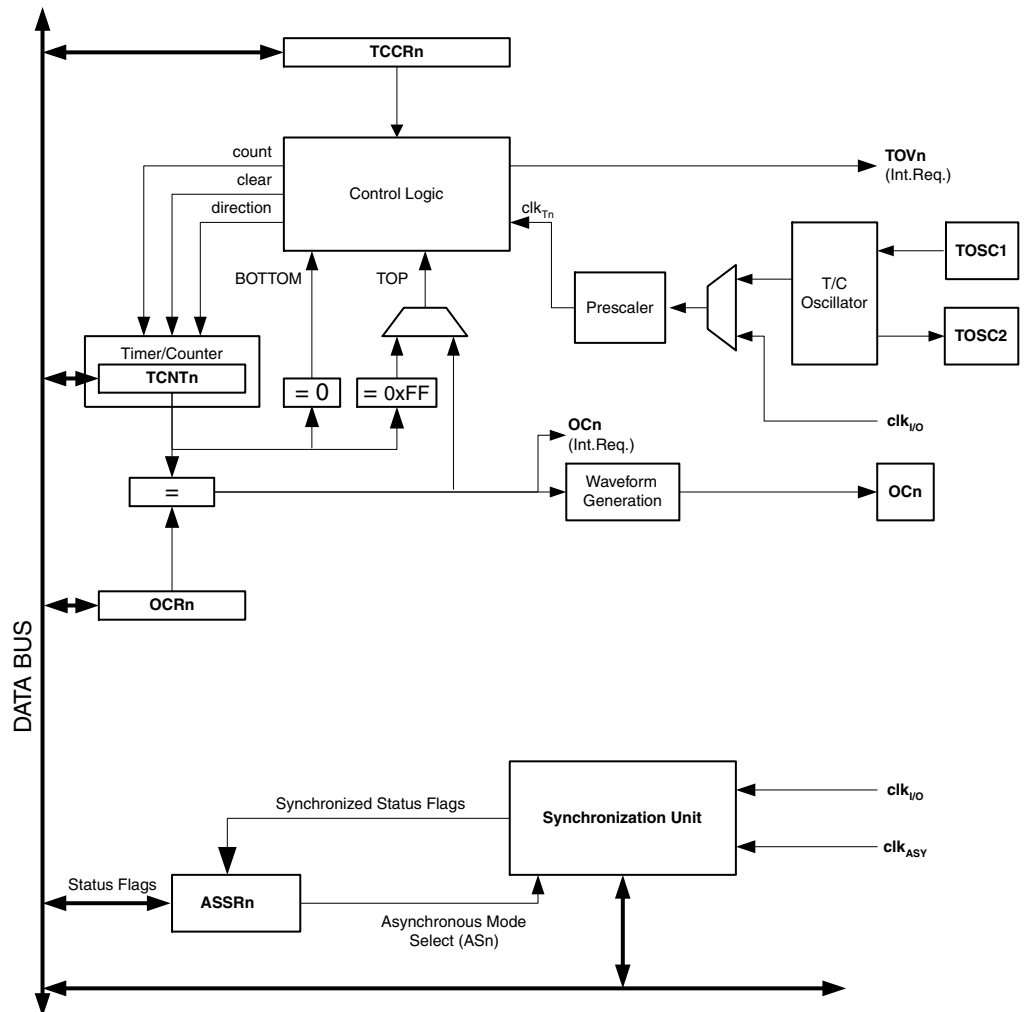 TCCRn
count
clear
direction
Control Logic
TOVn
(Int.Req.)
clkTn
BOTTOM
TOP
TOSC1
T/C
Oscillator
Prescaler
TOSC2
Timer/Counter
TCNTn
= 0
= 0xFF
clkI/O
OCn
(Int.Req.)
=
Waveform
Generation
OCn
OCRn
DATA BUS
Synchronized Status Flags
Synchronization Unit
clkI/O
clkASY
Status Flags
ASSRn
Asynchronous Mode
Select (ASn)